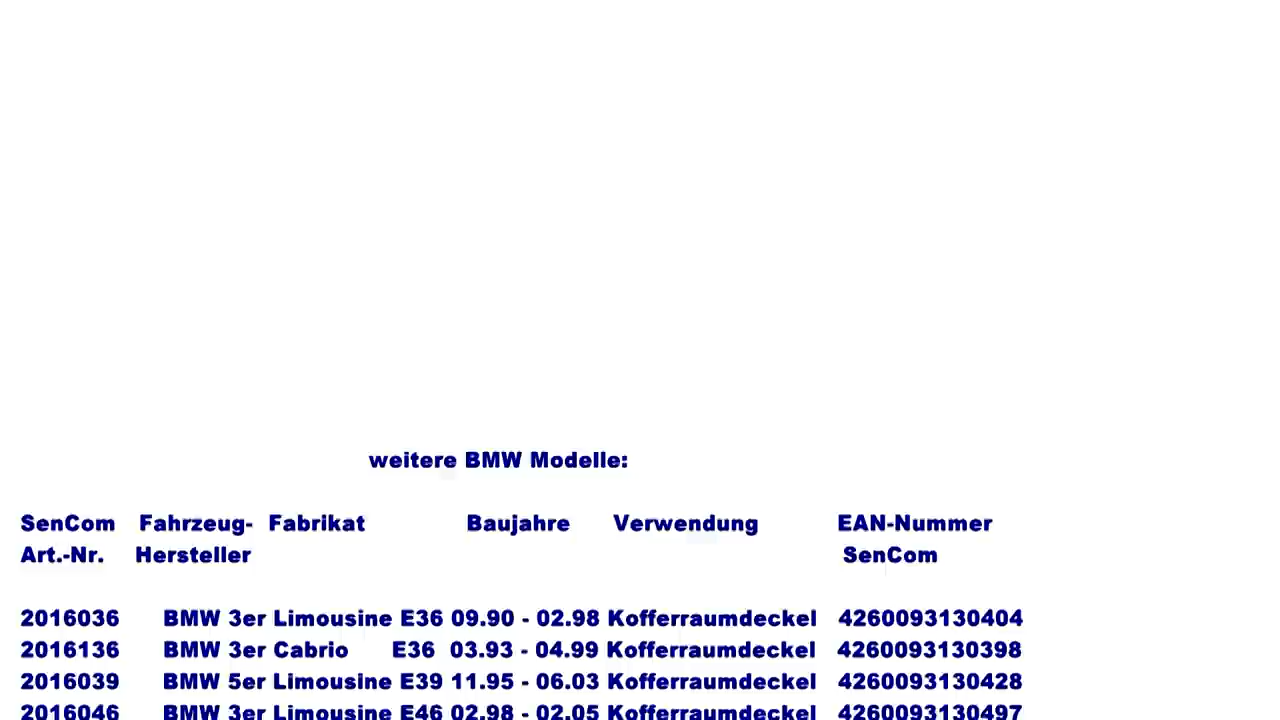 weitere BMW Modelle:
SenCom Fahrzeug- Fabrikat Baujahre Verwendung EAN-Nummer
Art.-Nr. Hersteller SenCom
2016036 BMW 3er Limousine E36 09.90 - 02.98 Kofferraumdeckel 4260093130404
2016136 BMW 3er Cabrio E36 03.93 - 04.99 Kofferraumdeckel 4260093130398
2016039 BMW 5er Limousine E39 11.95 - 06.03 Kofferraumdeckel 4260093130428
2016046 BMW 3er Limousine E46 02.98 - 02.05 Kofferraumdeckel 4260093130497